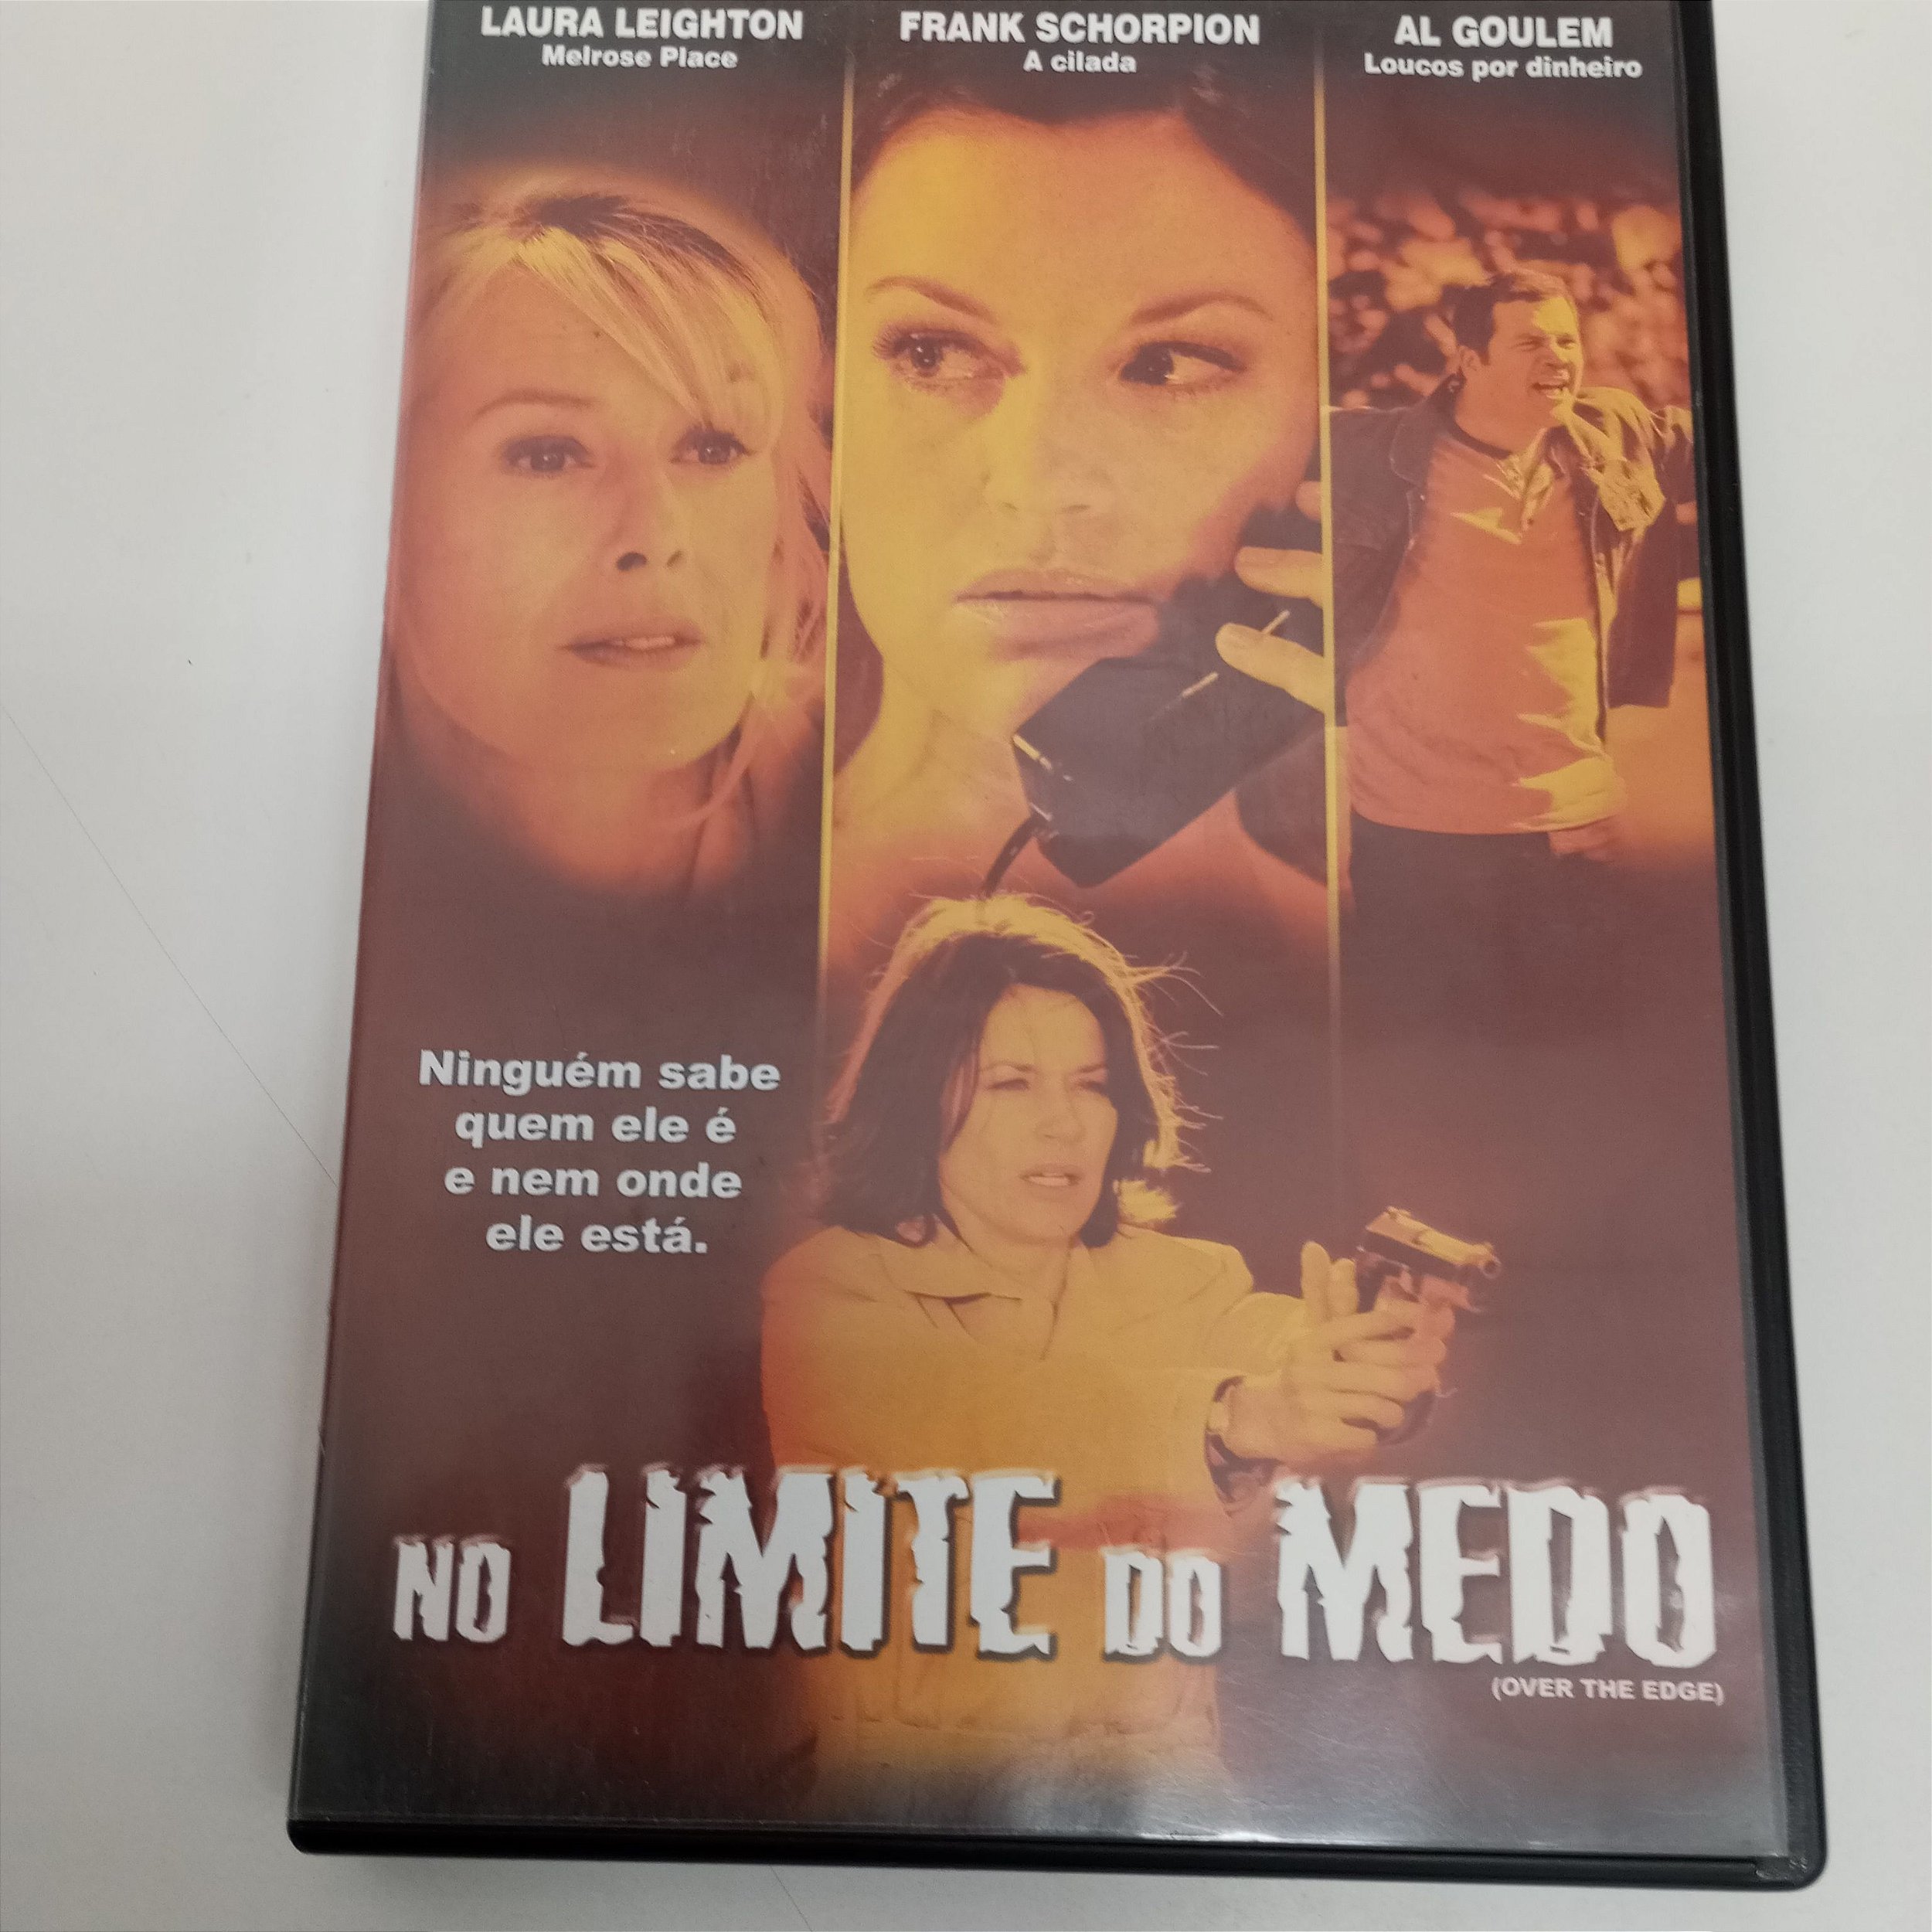 LAURA LEIGHTON
Melrose Place
FRANK SCHORPION
A cilada
AL GOULEM
Loucos por dinheiro
Ninguém sabe
quem ele é
e nem onde
ele está.
NO LIMITE DO MEDO
(OVER THE EDGE)